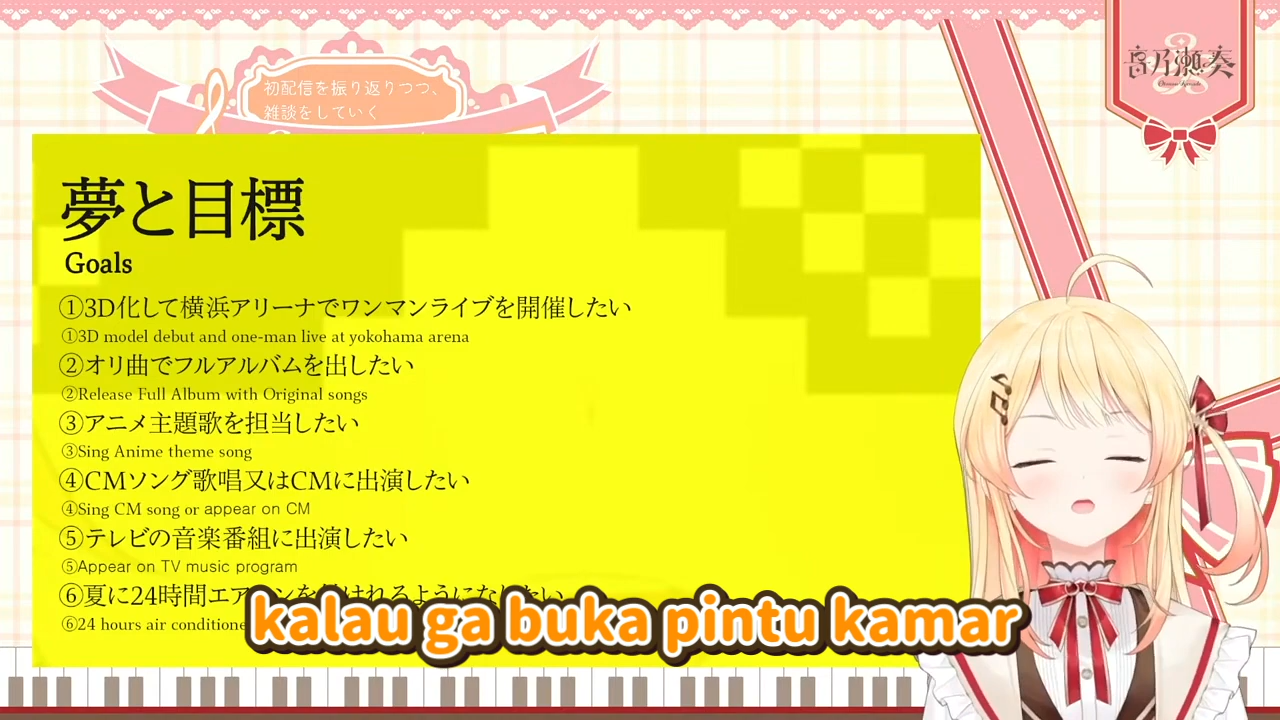 初配信を振り返りつつ、
雑談をしていく
音乃瀬奏
夢と目標
Goals
①3D化して横浜アリーナでワンマンライブを開催したい
①3D model debut and one-man live at yokohama arena
②オリ曲でフルアルバムを出したい
②Release Full Album with Original songs
③アニメ主題歌を担当したい
③Sing Anime theme song
④CMソング歌唱又はCMに出演したい
④Sing CM song or appear on CM
⑤テレビの音楽番組に出演したい
⑤Appear on TV music program
⑥夏に24時間エアコンを
⑥24 hours air conditione
kalau ga buka pintu kamar